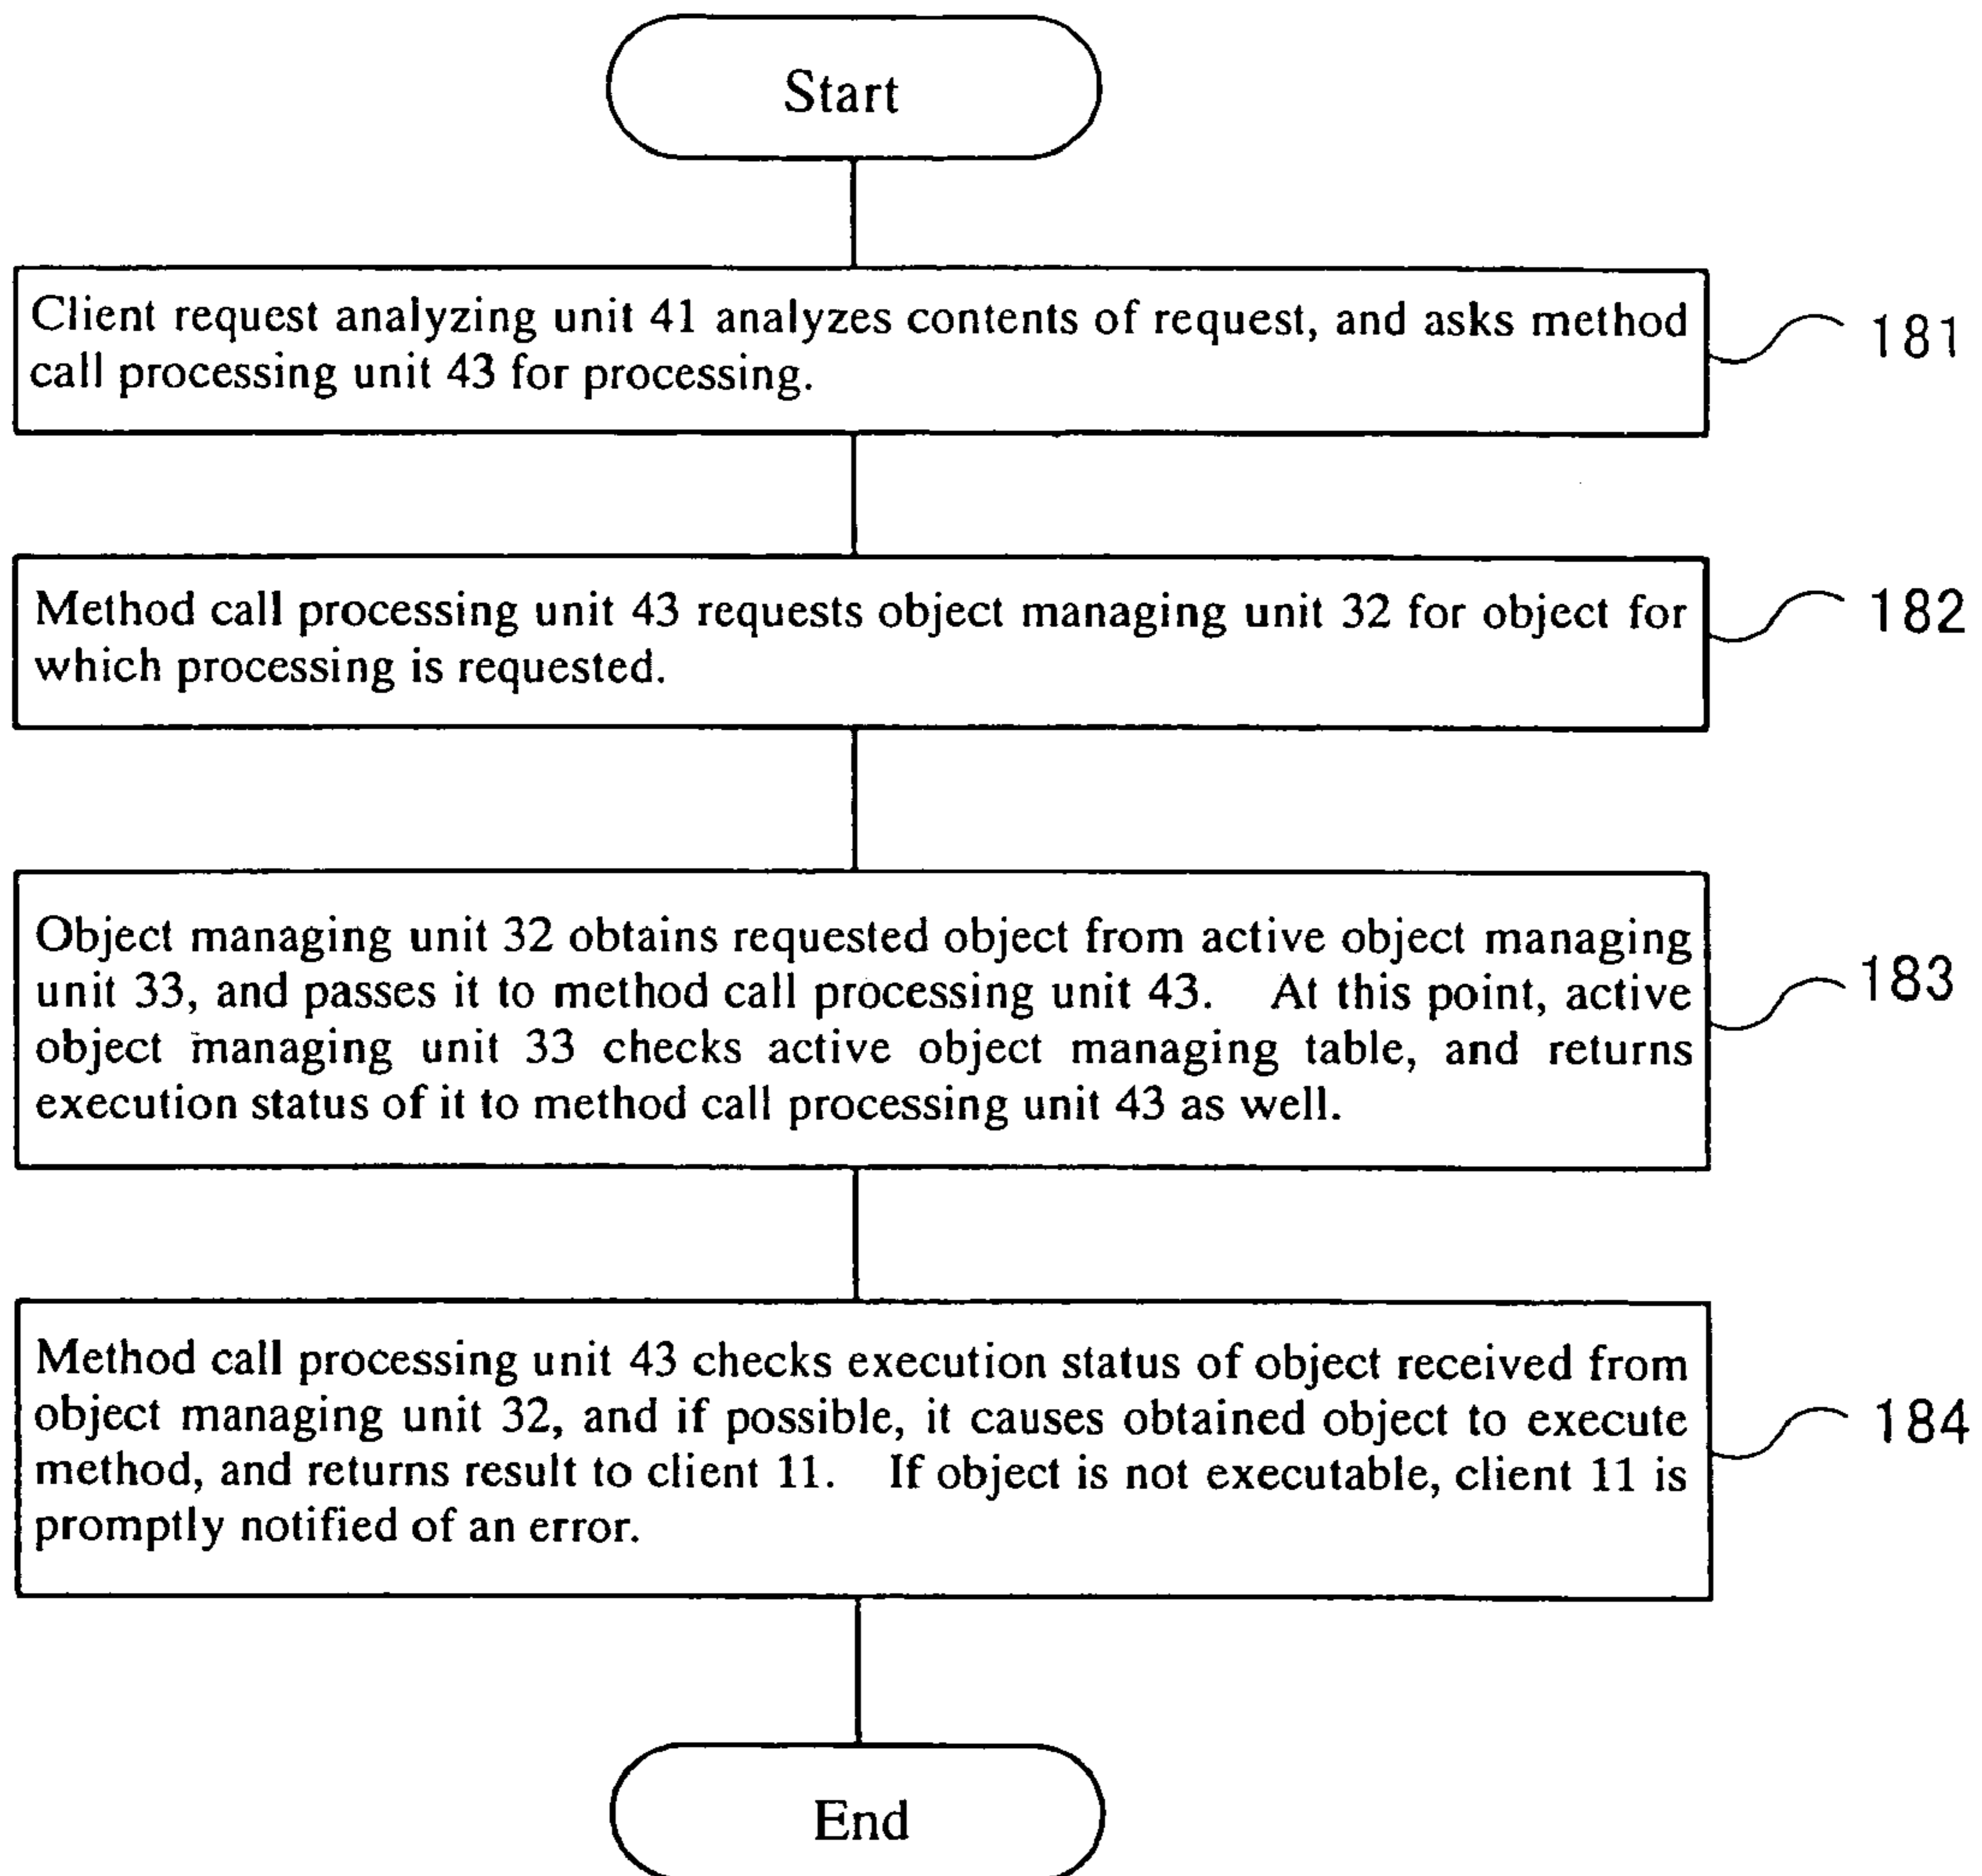 Start
Client request analyzing unit 41 analyzes contents of request, and asks method
call processing unit 43 for processing.
181
Method call processing unit 43 requests object managing unit 32 for object for
which processing is requested.
182
Object managing unit 32 obtains requested object from active object managing
unit 33, and passes it to method call processing unit 43. At this point, active
object managing unit 33 checks active object managing table, and returns
execution status of it to method call processing unit 43 as well.
183
Method call processing unit 43 checks execution status of object received from
object managing unit 32, and if possible, it causes obtained object to execute
method, and returns result to client 11. If object is not executable, client 11 is
promptly notified of an error.
184
End